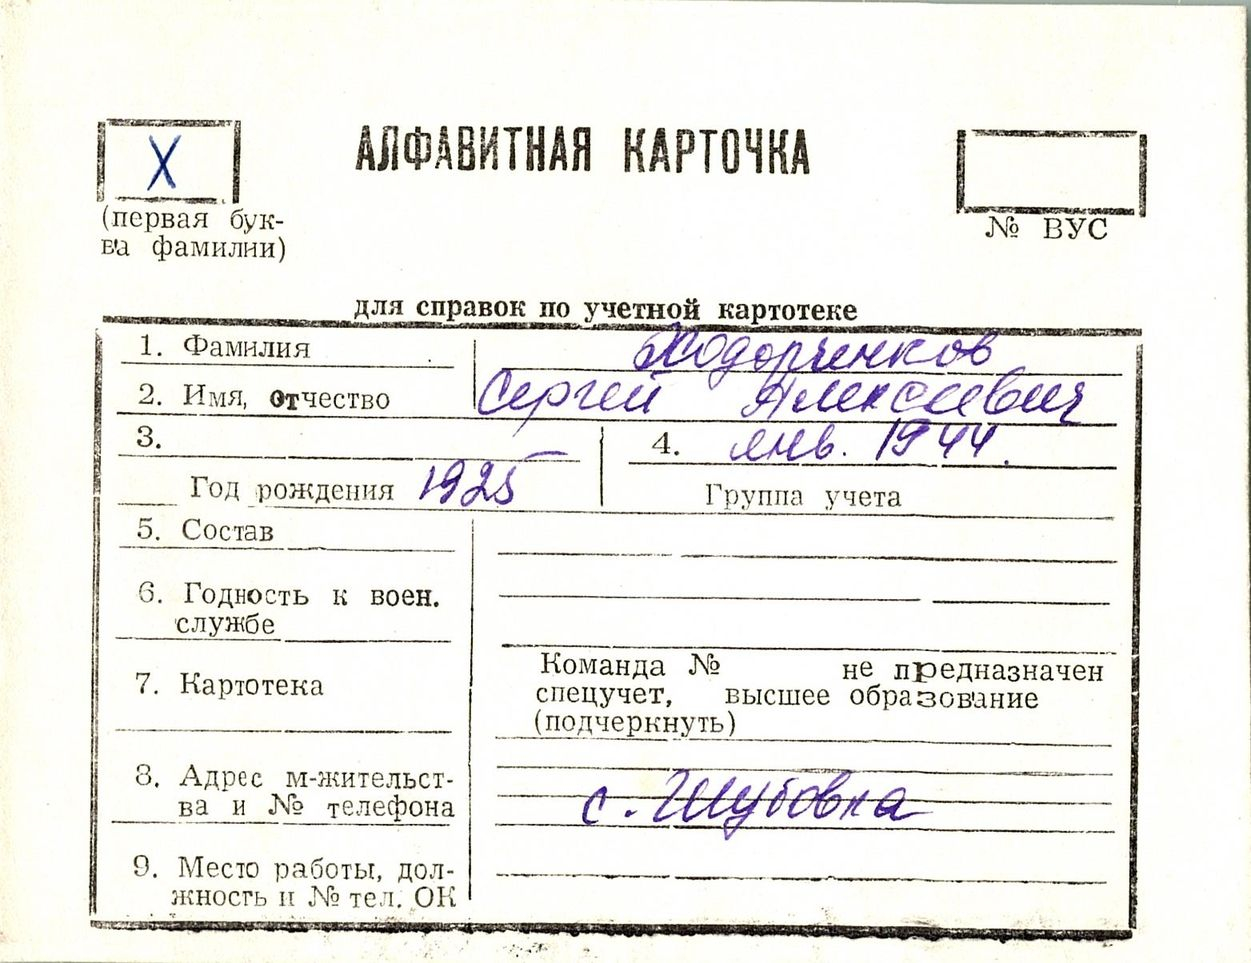 Х
АЛФАВИТНАЯ КАРТОЧКА
(первая бук-
ва фамилии)
№ ВУС
для справок по учетной картотеке
1. Фамилия Ходорченков
2. Имя, отчество Сергей Алексеевич
3.
4. янв. 1944.
Год рождения 1925
Группа учета
5. Состав
6. Годность к воен.
службе
7. Картотека
Команда № не предназначен
спецучет, высшее образование
(подчеркнуть)
8. Адрес м-жительст-
ва и № телефона
с. Шубовка
9. Место работы, дол-
жность и № тел. ОК